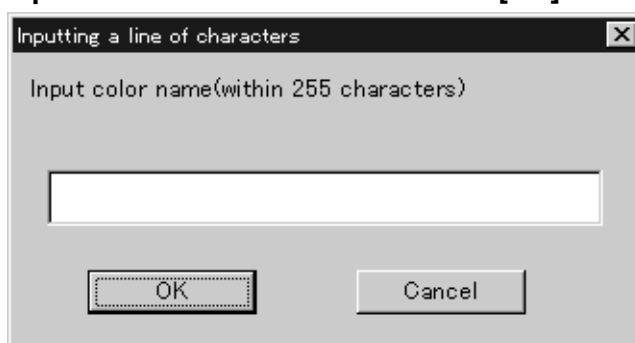 Inputting a line of characters
Input color name(within 255 characters)
OK
Cancel